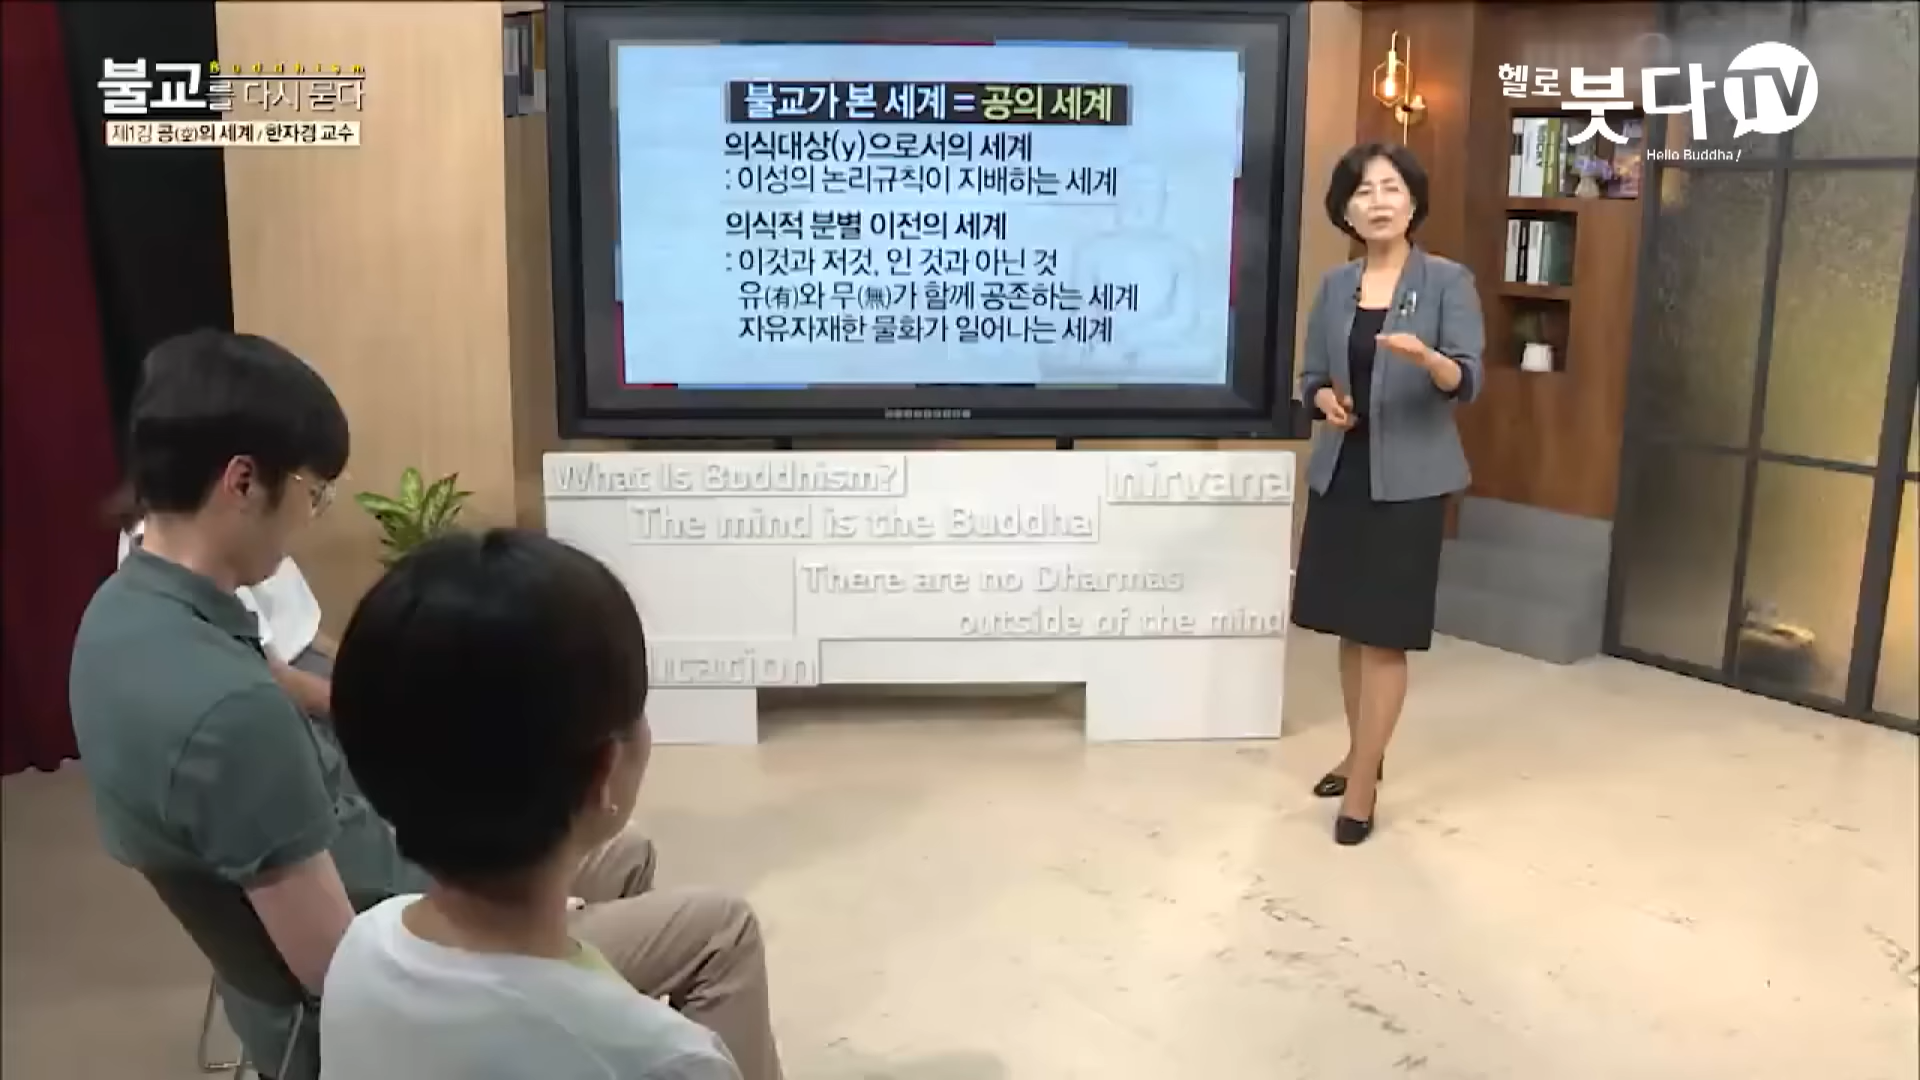 Buddhism
불교를 다시 묻다
제1강 공(空)의 세계 / 한자경 교수
헬로붓다TV
Hello Buddha!
불교가 본 세계 = 공의 세계
의식대상(y)으로서의 세계
: 이성의 논리규칙이 지배하는 세계
의식적 분별 이전의 세계
: 이것과 저것, 인 것과 아닌 것
유(有)와 무(無)가 함께 공존하는 세계
자유자재한 물화가 일어나는 세계
What Is Buddhism?
nirvana
The mind is the Buddha
There are no Dharmas
outside of the mind